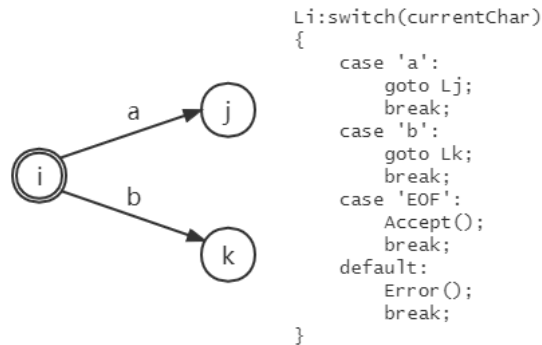 a
j
i
b
k
Li:switch(currentChar)
{
    case 'a':
        goto Lj;
        break;
    case 'b':
        goto Lk;
        break;
    case 'EOF':
        Accept();
        break;
    default:
        Error();
        break;
}